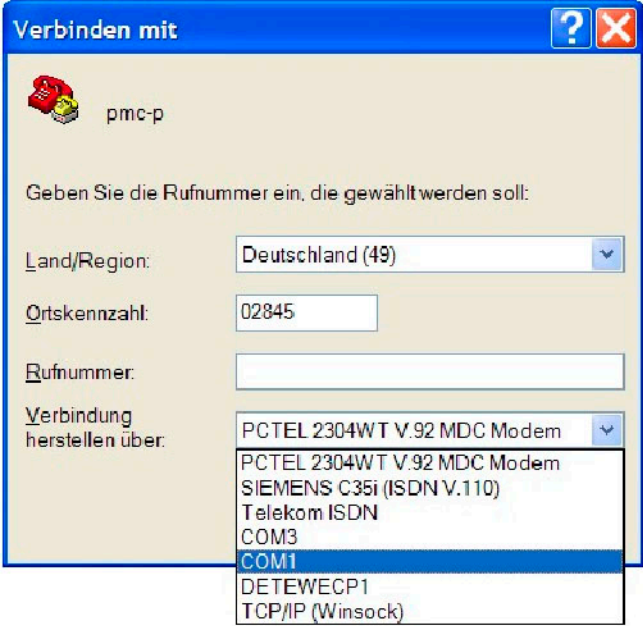 Verbinden mit
pmc-p
Geben Sie die Rufnummer ein, die gewählt werden soll:
Land/Region: Deutschland (49)
Ortskennzahl: 02845
Rufnummer:
Verbindung
herstellen über: PCTEL 2304WT V.92 MDC Modem
PCTEL 2304WT V.92 MDC Modem
SIEMENS C35i (ISDN V.110)
Telekom ISDN
COM3
COM1
DETEWECP1
TCP/IP (Winsock)